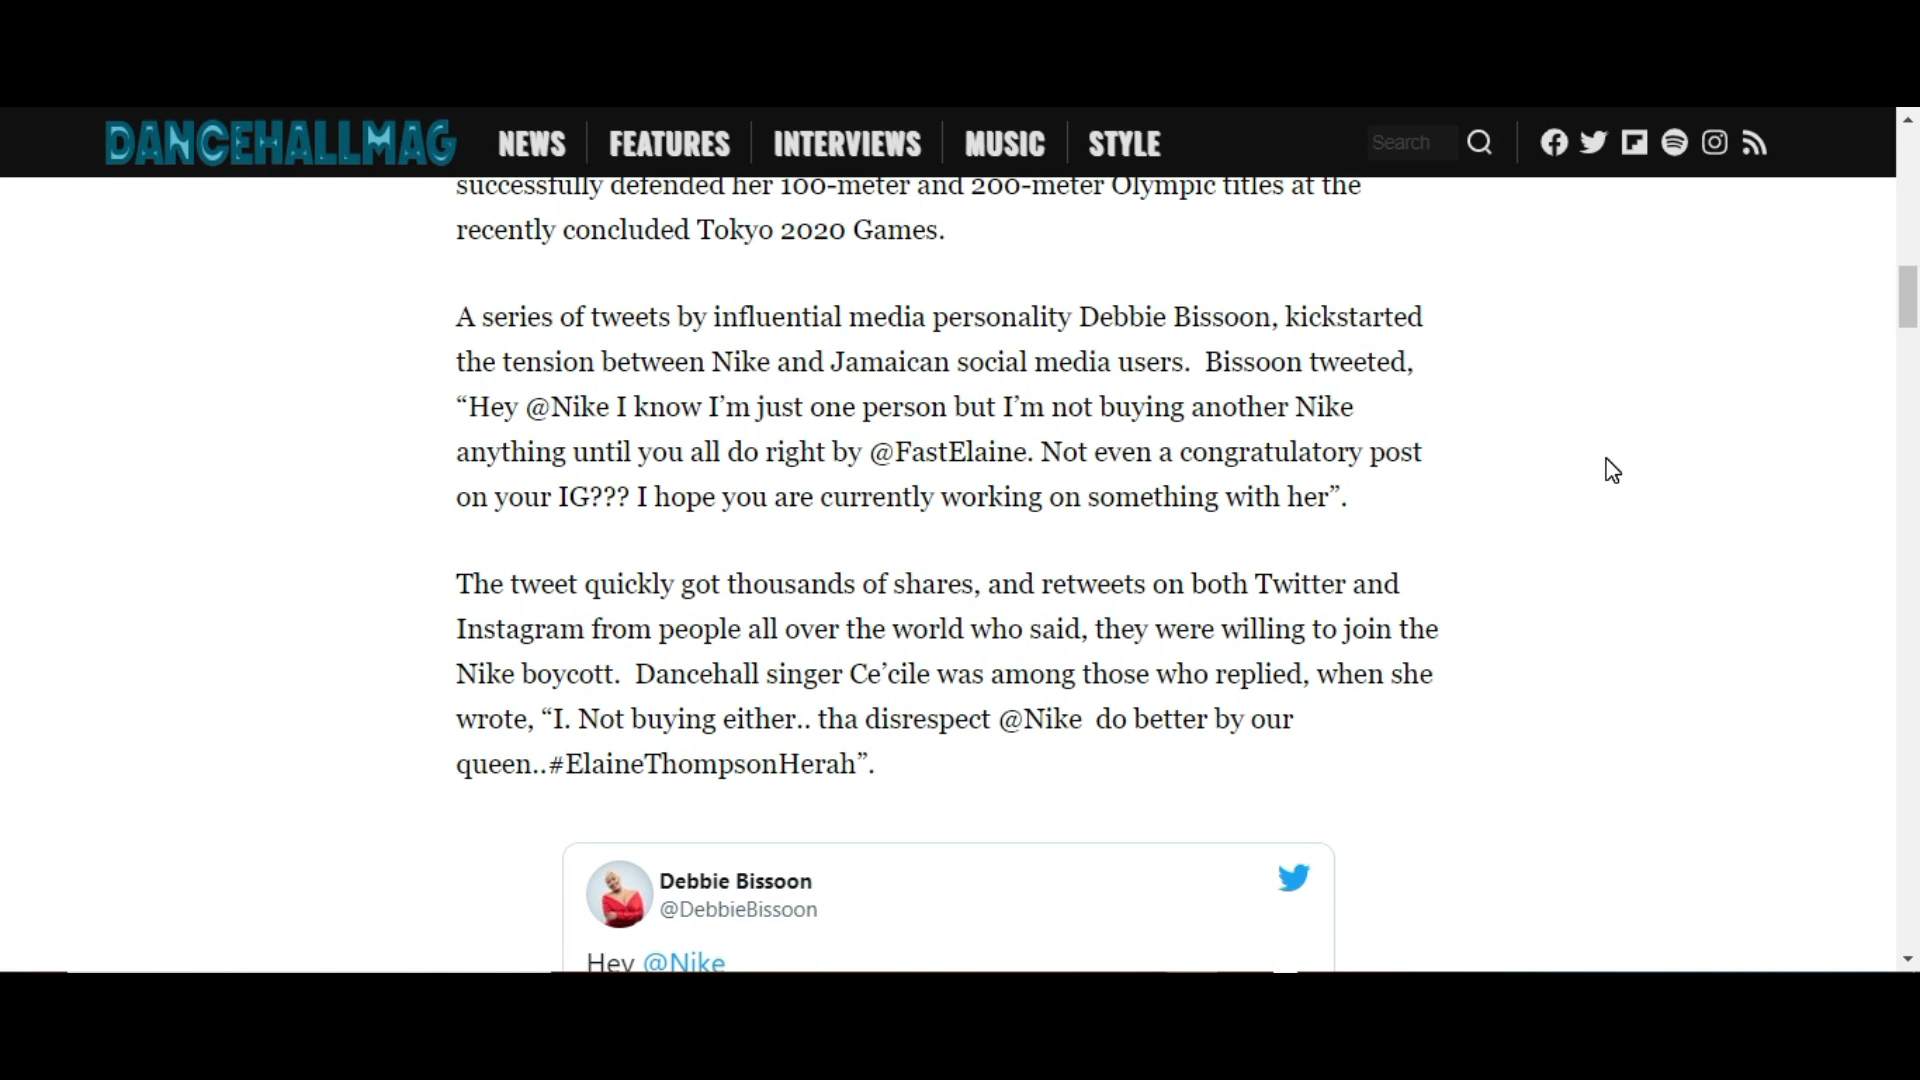 DANCEHALLMAG
NEWS
FEATURES
INTERVIEWS
MUSIC
STYLE
Search
successfully defended her 100-meter and 200-meter Olympic titles at the
recently concluded Tokyo 2020 Games.
A series of tweets by influential media personality Debbie Bissoon, kickstarted
the tension between Nike and Jamaican social media users.  Bissoon tweeted,
“Hey @Nike I know I’m just one person but I’m not buying another Nike
anything until you all do right by @FastElaine. Not even a congratulatory post
on your IG??? I hope you are currently working on something with her”.
The tweet quickly got thousands of shares, and retweets on both Twitter and
Instagram from people all over the world who said, they were willing to join the
Nike boycott.  Dancehall singer Ce’cile was among those who replied, when she
wrote, “I. Not buying either.. tha disrespect @Nike  do better by our
queen..#ElaineThompsonHerah”.
Debbie Bissoon
@DebbieBissoon
Hey @Nike